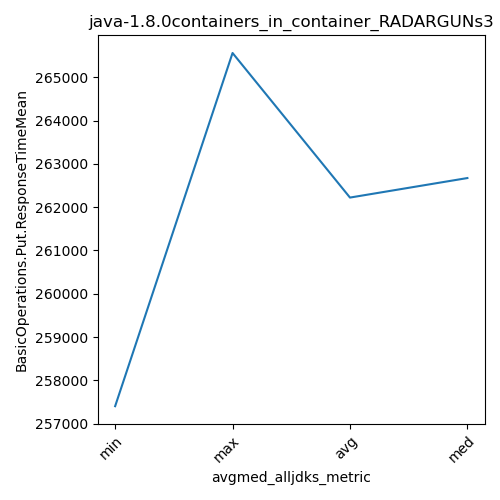 java-1.8.0containers_in_container_RADARGUNs3
BasicOperations.Put.ResponseTimeMean
265000
264000
263000
262000
261000
260000
259000
258000
257000
min
max
avg
med
avgmed_alljdks_metric